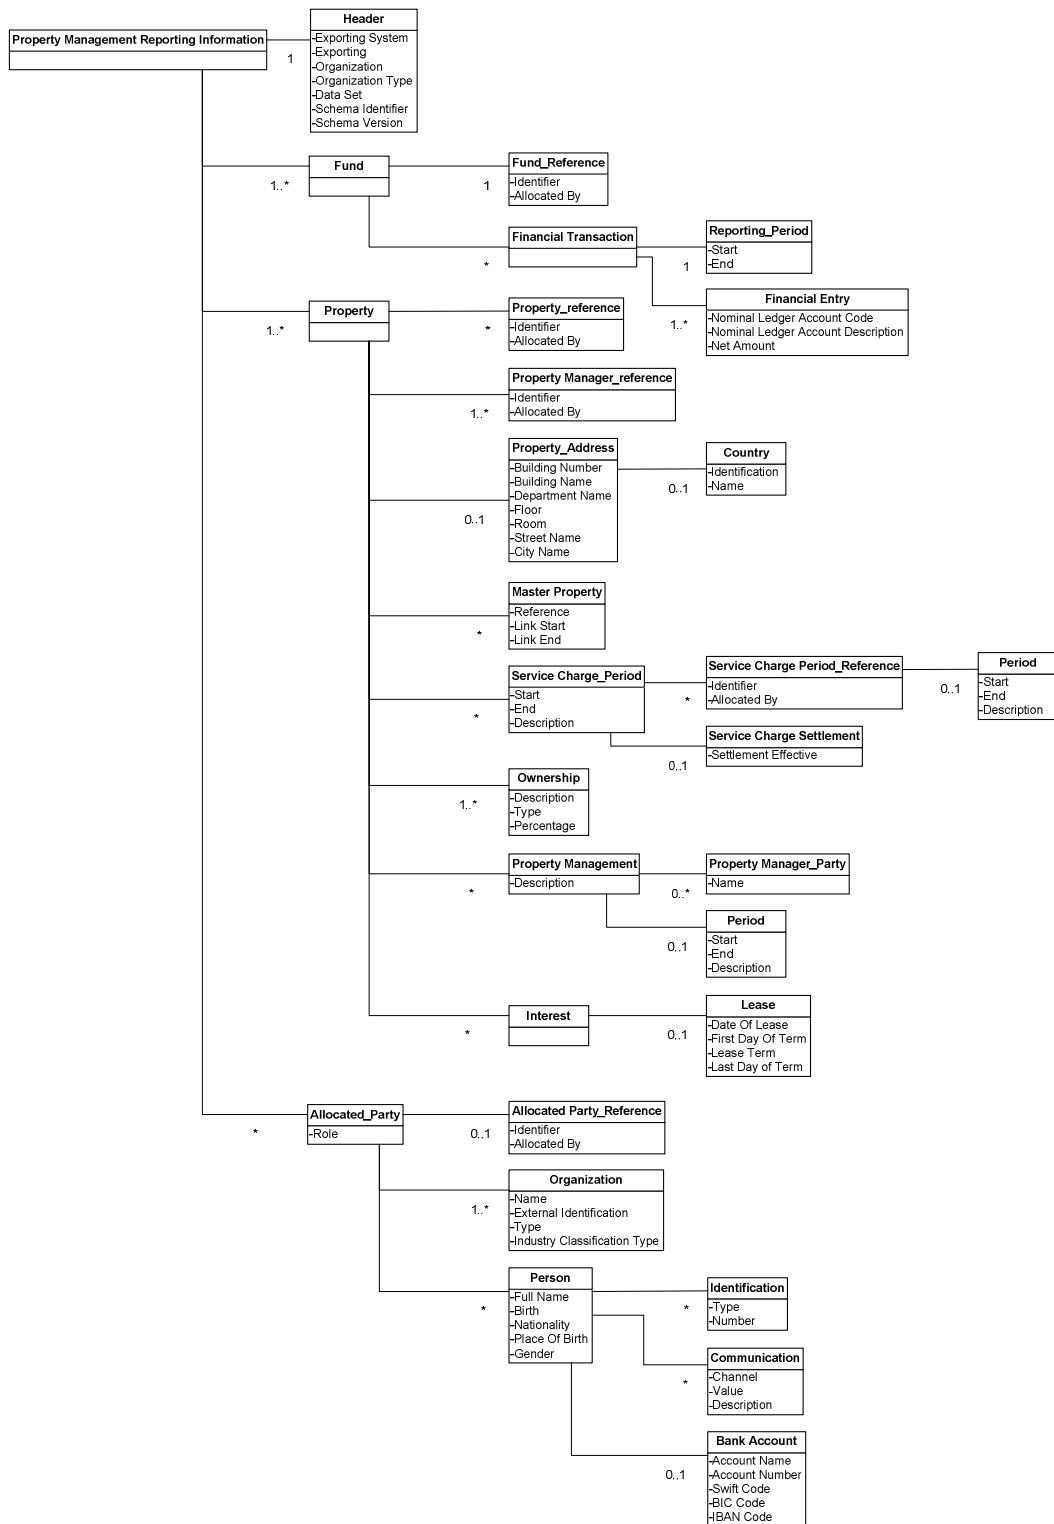 Property Management Reporting Information
1
Header
-Exporting System
-Exporting
-Organization
-Organization Type
-Data Set
-Schema Identifier
-Schema Version
1..*
Fund
1
Fund_Reference
-Identifier
-Allocated By
*
Financial Transaction
1
Reporting_Period
-Start
-End
1..*
Financial Entry
-Nominal Ledger Account Code
-Nominal Ledger Account Description
-Net Amount
1..*
Property
*
Property_reference
-Identifier
-Allocated By
1..*
Property Manager_reference
-Identifier
-Allocated By
0..1
Property_Address
-Building Number
-Building Name
-Department Name
-Floor
-Room
-Street Name
-City Name
0..1
Country
-Identification
-Name
*
Master Property
-Reference
-Link Start
-Link End
*
Service Charge_Period
-Start
-End
-Description
*
Service Charge Period_Reference
-Identifier
-Allocated By
0..1
Period
-Start
-End
-Description
0..1
Service Charge Settlement
-Settlement Effective
1..*
Ownership
-Description
-Type
-Percentage
*
Property Management
-Description
0..*
Property Manager_Party
-Name
0..1
Period
-Start
-End
-Description
*
Interest
0..1
Lease
-Date Of Lease
-First Day Of Term
-Lease Term
-Last Day of Term
*
Allocated_Party
-Role
0..1
Allocated Party_Reference
-Identifier
-Allocated By
1..*
Organization
-Name
-External Identification
-Type
-Industry Classification Type
*
Person
-Full Name
-Birth
-Nationality
-Place Of Birth
-Gender
*
Identification
-Type
-Number
*
Communication
-Channel
-Value
-Description
0..1
Bank Account
-Account Name
-Account Number
-Swift Code
-BIC Code
-IBAN Code